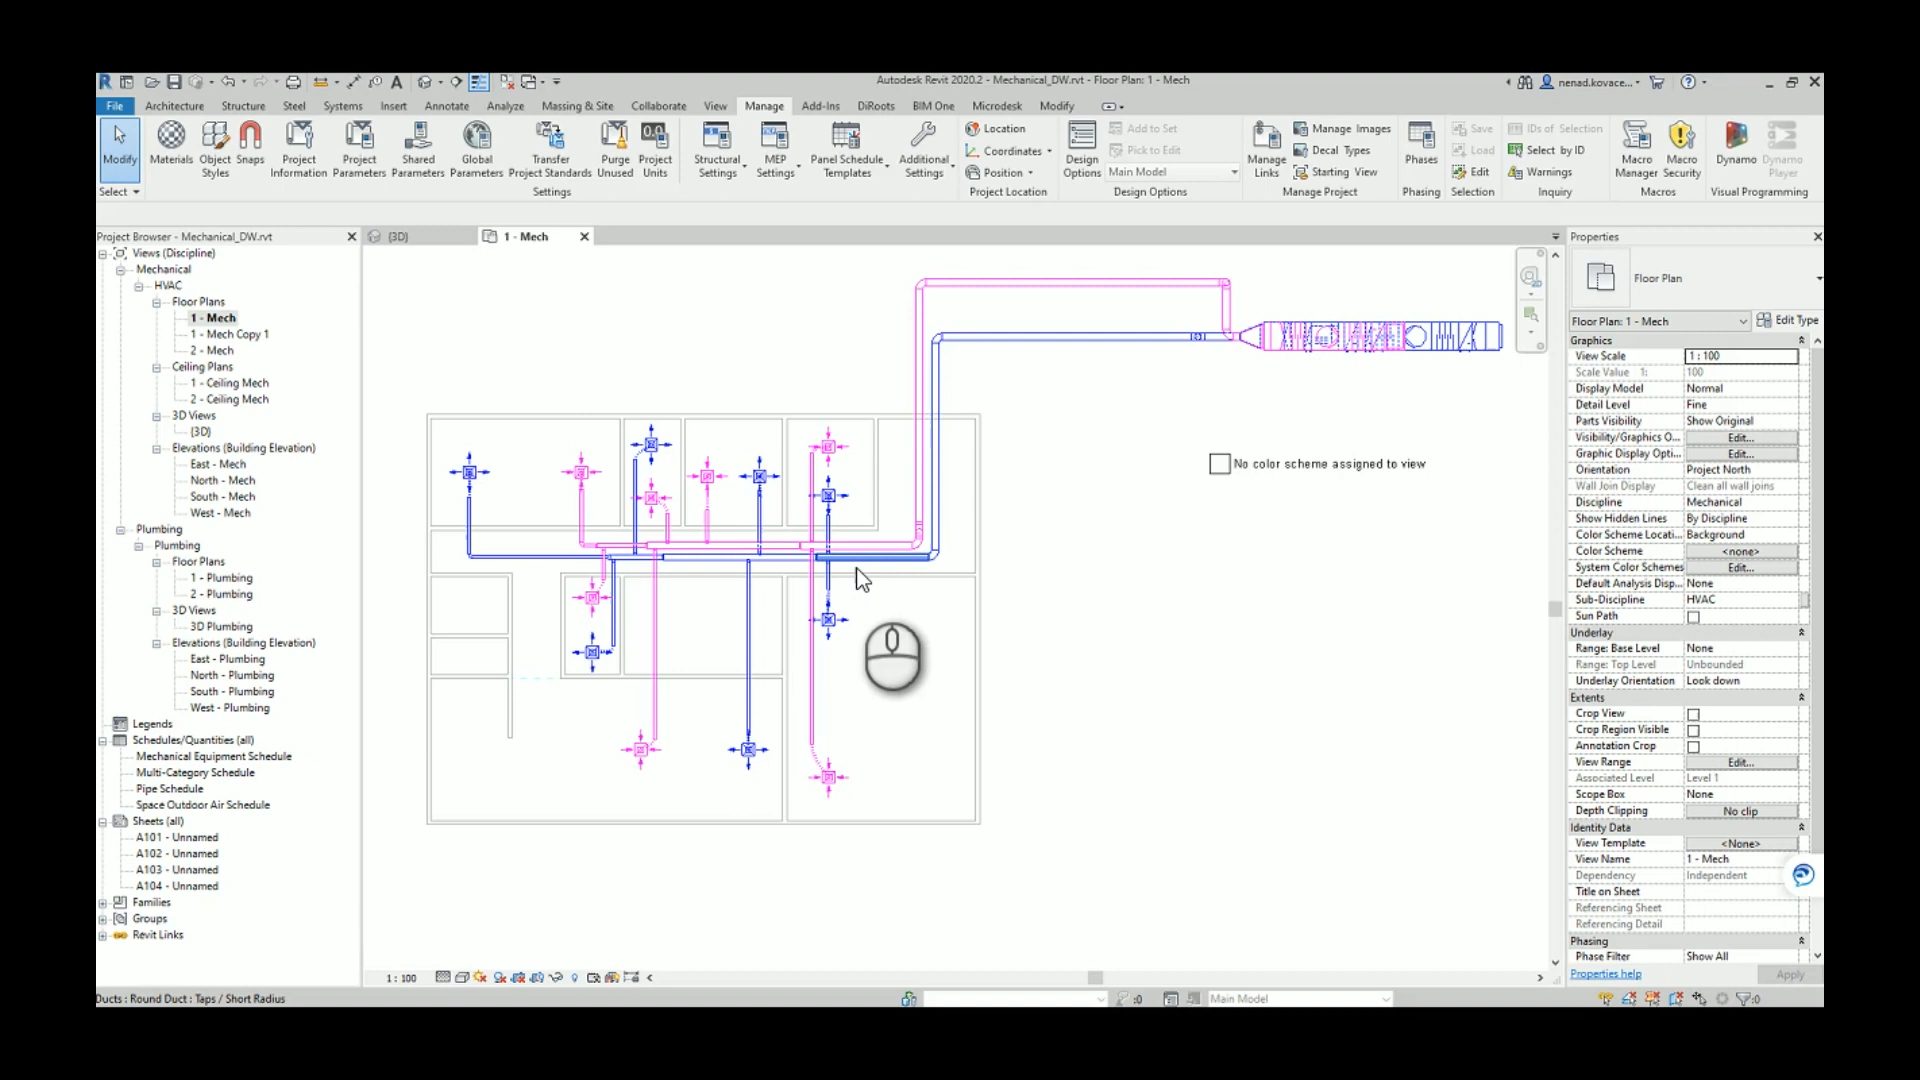 Autodesk Revit 2020.2 - Mechanical_DW.rvt - Floor Plan: 1 - Mech
nenad.kovace...
File Architecture Structure Steel Systems Insert Annotate Analyze Massing & Site Collaborate View Manage Add-Ins DiRoots BIM One Microdesk Modify
Modify
Materials
Object Styles
Snaps
Project Information
Project Parameters
Shared Parameters
Global Parameters
Transfer Project Standards
Purge Unused
Project Units
Structural Settings
MEP Settings
Panel Schedule Templates
Additional Settings
Location
Coordinates
Position
Design Options
Add to Set
Pick to Edit
Main Model
Manage Links
Manage Images
Decal Types
Starting View
Phases
Save
Load
Edit
IDs of Selection
Select by ID
Warnings
Macro Manager
Macro Security
Dynamo
Dynamo Player
Select Settings Project Location Design Options Manage Project Phasing Selection Inquiry Macros Visual Programming
Project Browser - Mechanical_DW.rvt
Views (Discipline)
Mechanical
HVAC
Floor Plans
1 - Mech
1 - Mech Copy 1
2 - Mech
Ceiling Plans
1 - Ceiling Mech
2 - Ceiling Mech
3D Views
{3D}
Elevations (Building Elevation)
East - Mech
North - Mech
South - Mech
West - Mech
Plumbing
Plumbing
Floor Plans
1 - Plumbing
2 - Plumbing
3D Views
3D Plumbing
Elevations (Building Elevation)
East - Plumbing
North - Plumbing
South - Plumbing
West - Plumbing
Legends
Schedules/Quantities (all)
Mechanical Equipment Schedule
Multi-Category Schedule
Pipe Schedule
Space Outdoor Air Schedule
Sheets (all)
A101 - Unnamed
A102 - Unnamed
A103 - Unnamed
A104 - Unnamed
Families
Groups
Revit Links
{3D}
1 - Mech
No color scheme assigned to view
1 : 100
Properties
Floor Plan
Floor Plan: 1 - Mech Edit Type
Graphics
View Scale 1 : 100
Scale Value 1: 100
Display Model Normal
Detail Level Fine
Parts Visibility Show Original
Visibility/Graphics O... Edit...
Graphic Display Opti... Edit...
Orientation Project North
Wall Join Display Clean all wall joins
Discipline Mechanical
Show Hidden Lines By Discipline
Color Scheme Locati... Background
Color Scheme <none>
System Color Schemes Edit...
Default Analysis Disp... None
Sub-Discipline HVAC
Sun Path
Underlay
Range: Base Level None
Range: Top Level Unbounded
Underlay Orientation Look down
Extents
Crop View
Crop Region Visible
Annotation Crop
View Range Edit...
Associated Level Level 1
Scope Box None
Depth Clipping No clip
Identity Data
View Template <None>
View Name 1 - Mech
Dependency Independent
Title on Sheet
Referencing Sheet
Referencing Detail
Phasing
Phase Filter Show All
Properties help Apply
Ducts : Round Duct : Taps / Short Radius
:0
Main Model
:0